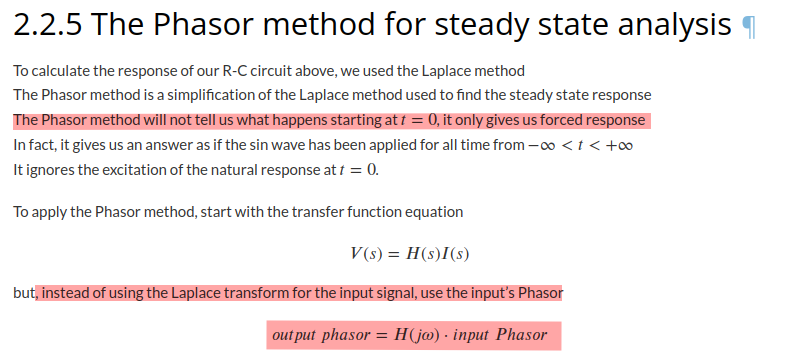 2.2.5 The Phasor method for steady state analysis ¶
To calculate the response of our R-C circuit above, we used the Laplace method
The Phasor method is a simplification of the Laplace method used to find the steady state response
The Phasor method will not tell us what happens starting at t = 0, it only gives us forced response
In fact, it gives us an answer as if the sin wave has been applied for all time from −∞ < t < +∞
It ignores the excitation of the natural response at t = 0.
To apply the Phasor method, start with the transfer function equation
V(s) = H(s)I(s)
but, instead of using the Laplace transform for the input signal, use the input's Phasor
output phasor = H(jω) · input Phasor